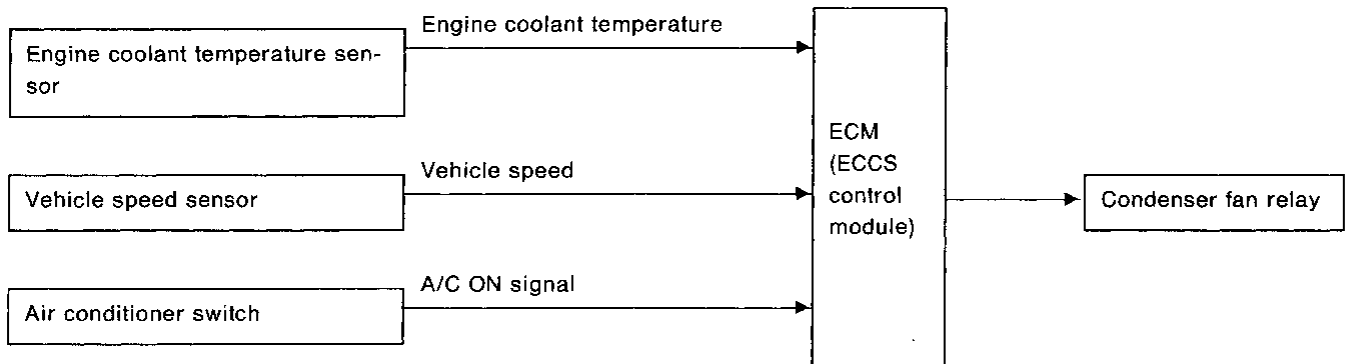 Engine coolant temperature
Engine coolant temperature sen-
sor
Vehicle speed
Vehicle speed sensor
A/C ON signal
Air conditioner switch
ECM
(ECCS
control
module)
Condenser fan relay